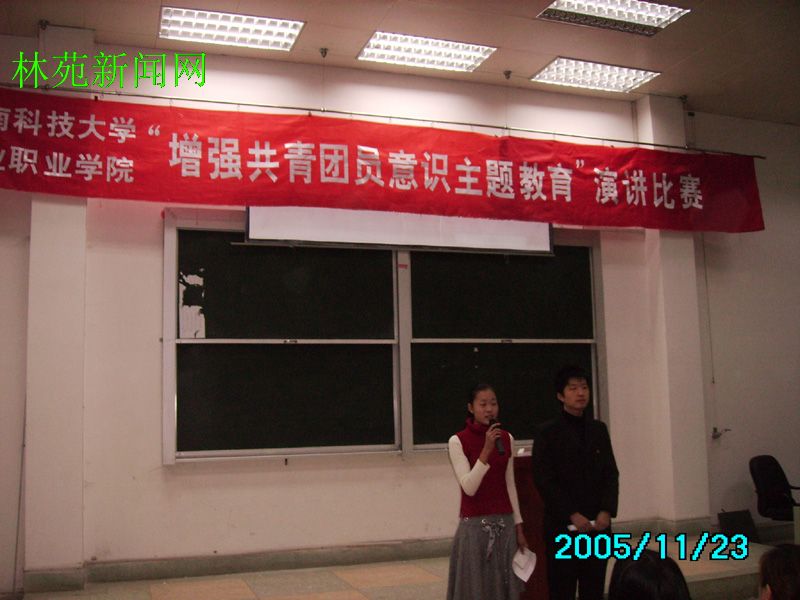 林苑新闻网
南科技大学
业职业学院
“增强共青团员意识主题教育”演讲比赛
2005/11/23